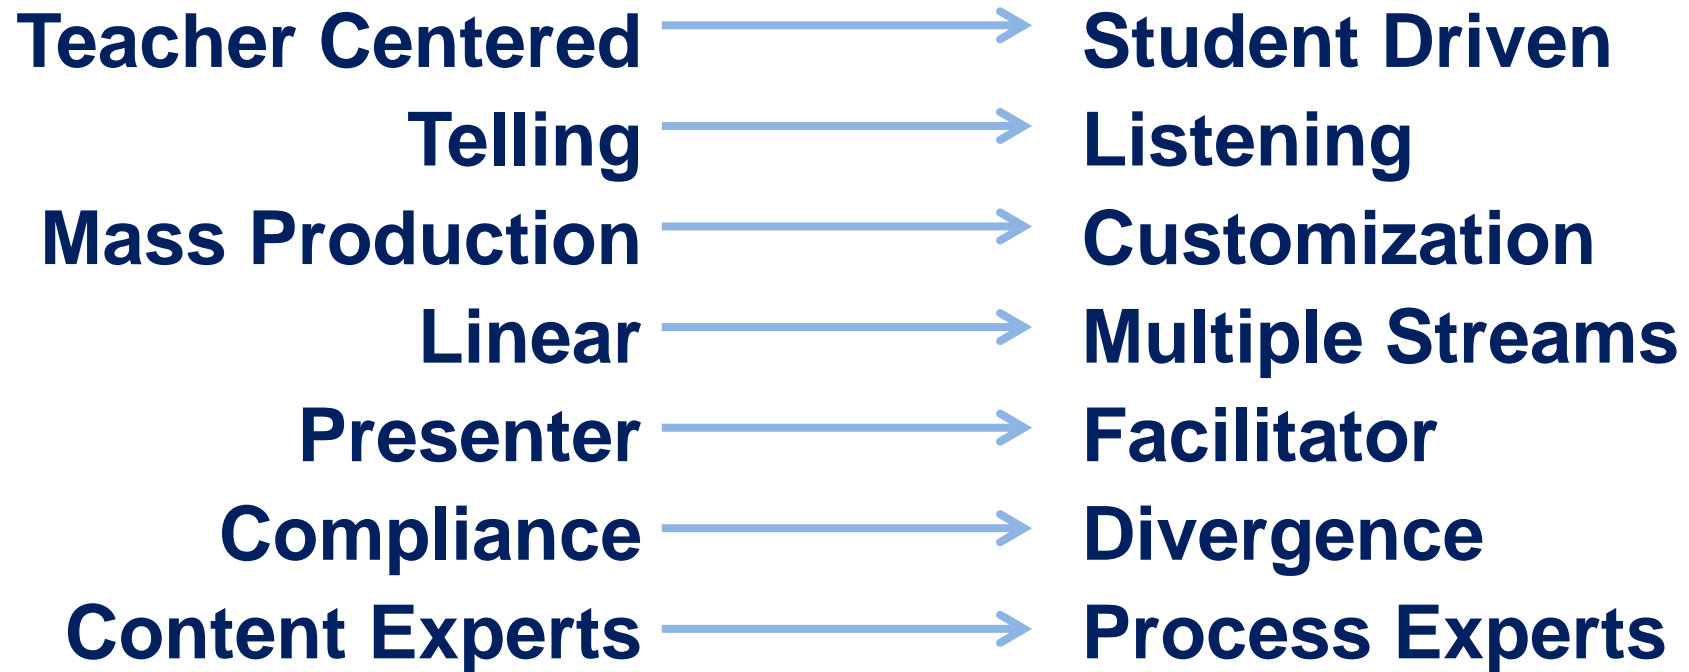 Teacher Centered Student Driven
Telling Listening
Mass Production Customization
Linear Multiple Streams
Presenter Facilitator
Compliance Divergence
Content Experts Process Experts